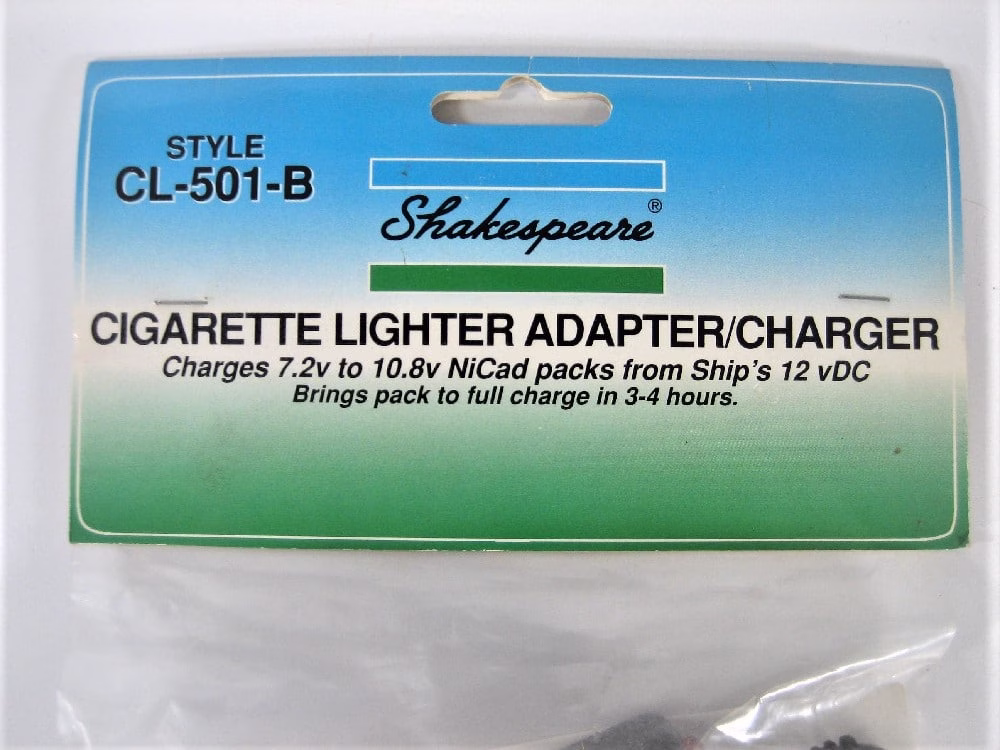 STYLE
CL-501-B
Shakespeare®
CIGARETTE LIGHTER ADAPTER/CHARGER
Charges 7.2v to 10.8v NiCad packs from Ship's 12 vDC
Brings pack to full charge in 3-4 hours.